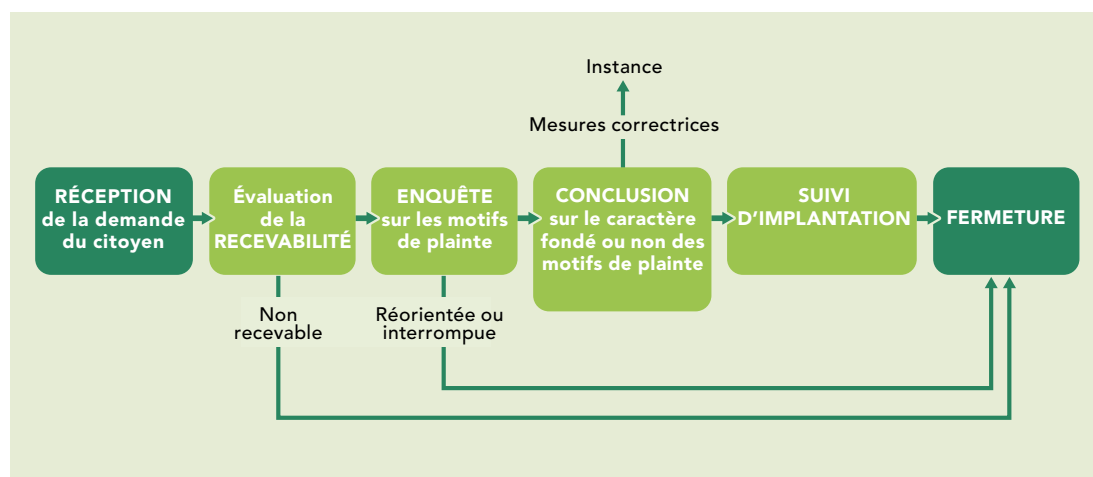 Instance
Mesures correctrices
RÉCEPTION
de la demande
du citoyen
Évaluation
de la
RECEVABILITÉ
ENQUÊTE
sur les motifs
de plainte
CONCLUSION
sur le caractère
fondé ou non des
motifs de plainte
SUIVI
D'IMPLANTATION
FERMETURE
Non
recevable
Réorientée ou
interrompue